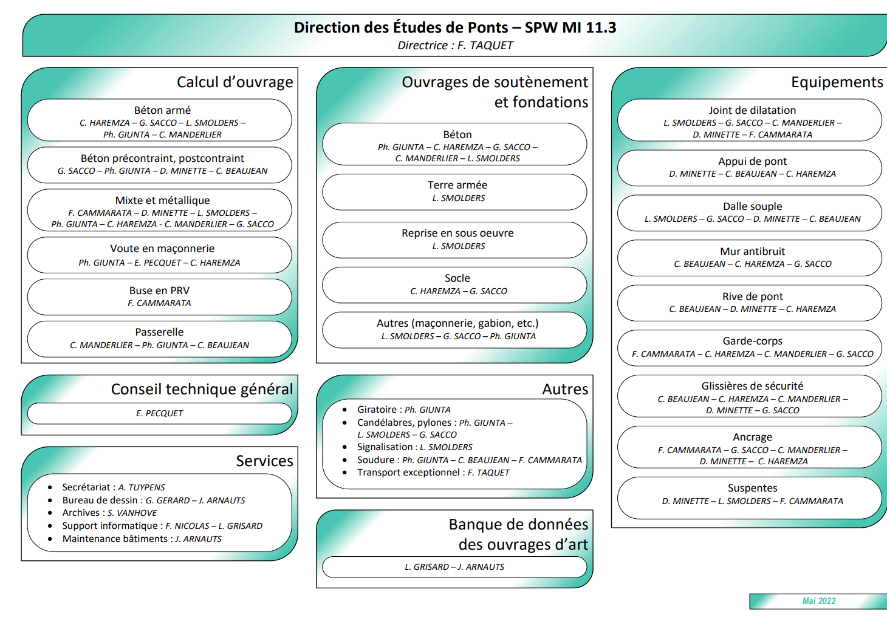 Direction des Études de Ponts – SPW MI 11.3
Directrice : F. TAQUET
Calcul d’ouvrage
Béton armé
C. HAREMZA – G. SACCO – L. SMOLDERS –
Ph. GIUNTA – C. MANDERLIER
Béton précontraint, postcontraint
G. SACCO – Ph. GIUNTA – D. MINETTE – C. BEAUJEAN
Mixte et métallique
F. CAMMARATA – D. MINETTE – L. SMOLDERS –
Ph. GIUNTA – C. HAREMZA - C. MANDERLIER – G. SACCO
Voute en maçonnerie
Ph. GIUNTA – E. PECQUET – C. HAREMZA
Buse en PRV
F. CAMMARATA
Passerelle
C. MANDERLIER – Ph. GIUNTA – C. BEAUJEAN
Conseil technique général
E. PECQUET
Services
• Secrétariat : A. TUYPENS
• Bureau de dessin : G. GERARD – J. ARNAUTS
• Archives : S. VANHOVE
• Support informatique : F. NICOLAS – L. GRISARD
• Maintenance bâtiments : J. ARNAUTS
Ouvrages de soutènement
et fondations
Béton
Ph. GIUNTA – C. HAREMZA – G. SACCO –
C. MANDERLIER – L. SMOLDERS
Terre armée
L. SMOLDERS
Reprise en sous oeuvre
L. SMOLDERS
Socle
C. HAREMZA – G. SACCO
Autres (maçonnerie, gabion, etc.)
L. SMOLDERS – G. SACCO – Ph. GIUNTA
Autres
• Giratoire : Ph. GIUNTA
• Candélabres, pylones : Ph. GIUNTA –
L. SMOLDERS – G. SACCO
• Signalisation : L. SMOLDERS
• Soudure : Ph. GIUNTA – C. BEAUJEAN – F. CAMMARATA
• Transport exceptionnel : F. TAQUET
Banque de données
des ouvrages d’art
L. GRISARD – J. ARNAUTS
Equipements
Joint de dilatation
L. SMOLDERS – G. SACCO – C. MANDERLIER –
D. MINETTE – F. CAMMARATA
Appui de pont
D. MINETTE – C. BEAUJEAN – C. HAREMZA
Dalle souple
L. SMOLDERS – G. SACCO – D. MINETTE – C. BEAUJEAN
Mur antibruit
C. BEAUJEAN – C. HAREMZA – G. SACCO
Rive de pont
C. BEAUJEAN – D. MINETTE – C. HAREMZA
Garde-corps
F. CAMMARATA – C. HAREMZA – C. MANDERLIER – G. SACCO
Glissières de sécurité
C. BEAUJEAN – C. HAREMZA – C. MANDERLIER –
D. MINETTE – G. SACCO
Ancrage
F. CAMMARATA – G. SACCO – C. MANDERLIER –
D. MINETTE – C. HAREMZA
Suspentes
D. MINETTE – L. SMOLDERS – F. CAMMARATA
Mai 2022